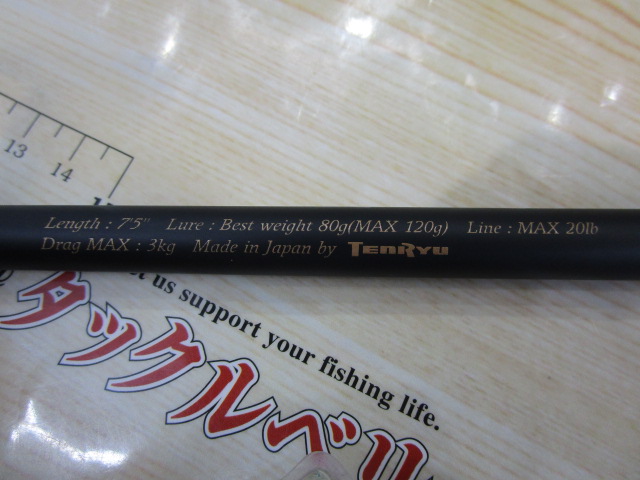 13 14
Length : 7'5" Lure : Best weight 80g(MAX 120g) Line : MAX 20lb
Drag MAX : 3kg Made in Japan by TENRYU
us support your fishing life.
タックルベリ